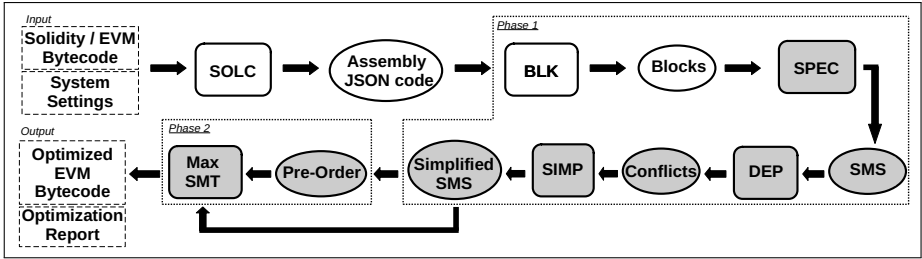 Input
Solidity / EVM
Bytecode
System
Settings
SOLC
Assembly
JSON code
Phase 1
BLK
Blocks
SPEC
Output
Optimized
EVM
Bytecode
Optimization
Report
Phase 2
Max
SMT
Pre-Order
Simplified
SMS
SIMP
Conflicts
DEP
SMS